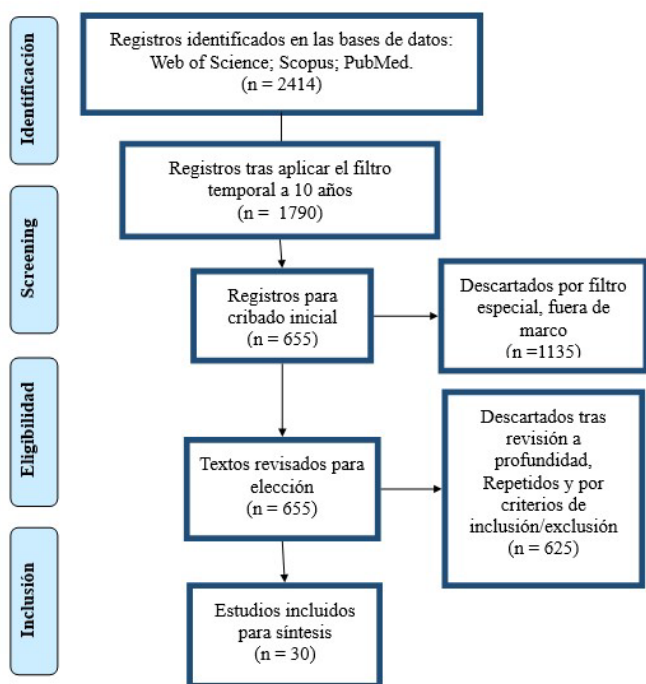 Identificación
Registros identificados en las bases de datos:
Web of Science; Scopus; PubMed.
(n = 2414)
Registros tras aplicar el filtro
temporal a 10 años
(n = 1790)
Screening
Registros para
cribado inicial
(n = 655)
Descartados por filtro
especial, fuera de
marco
(n =1135)
Eligibilidad
Textos revisados para
elección
(n = 655)
Descartados tras
revisión a
profundidad,
Repetidos y por
criterios de
inclusión/exclusión
(n = 625)
Inclusión
Estudios incluidos
para síntesis
(n = 30)